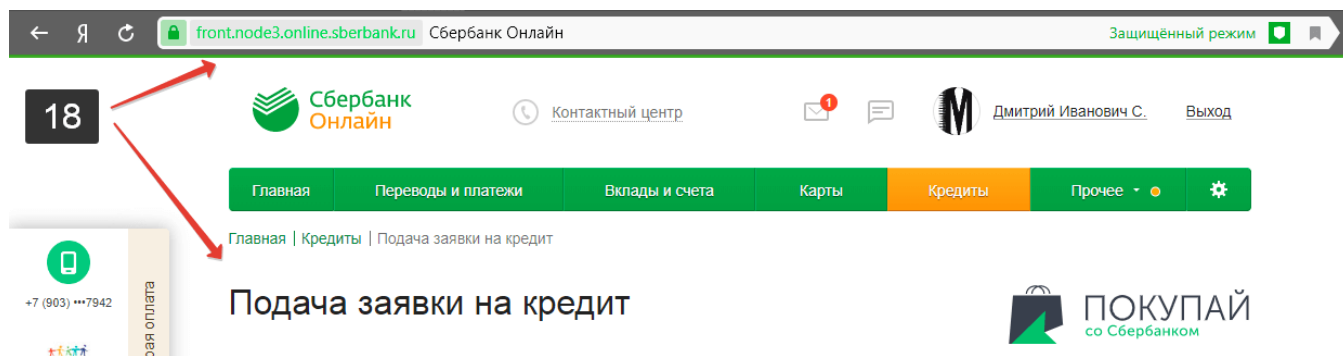 Я front.node3.online.sberbank.ru Сбербанк Онлайн Защищённый режим
18
Сбербанк
Онлайн
Контактный центр
1
Дмитрий Иванович С.
Выход
Главная Переводы и платежи Вклады и счета Карты Кредиты Прочее
Главная | Кредиты | Подача заявки на кредит
+7 (903) •••7942
оплата
Подача заявки на кредит
ПОКУПАЙ
со Сбербанком